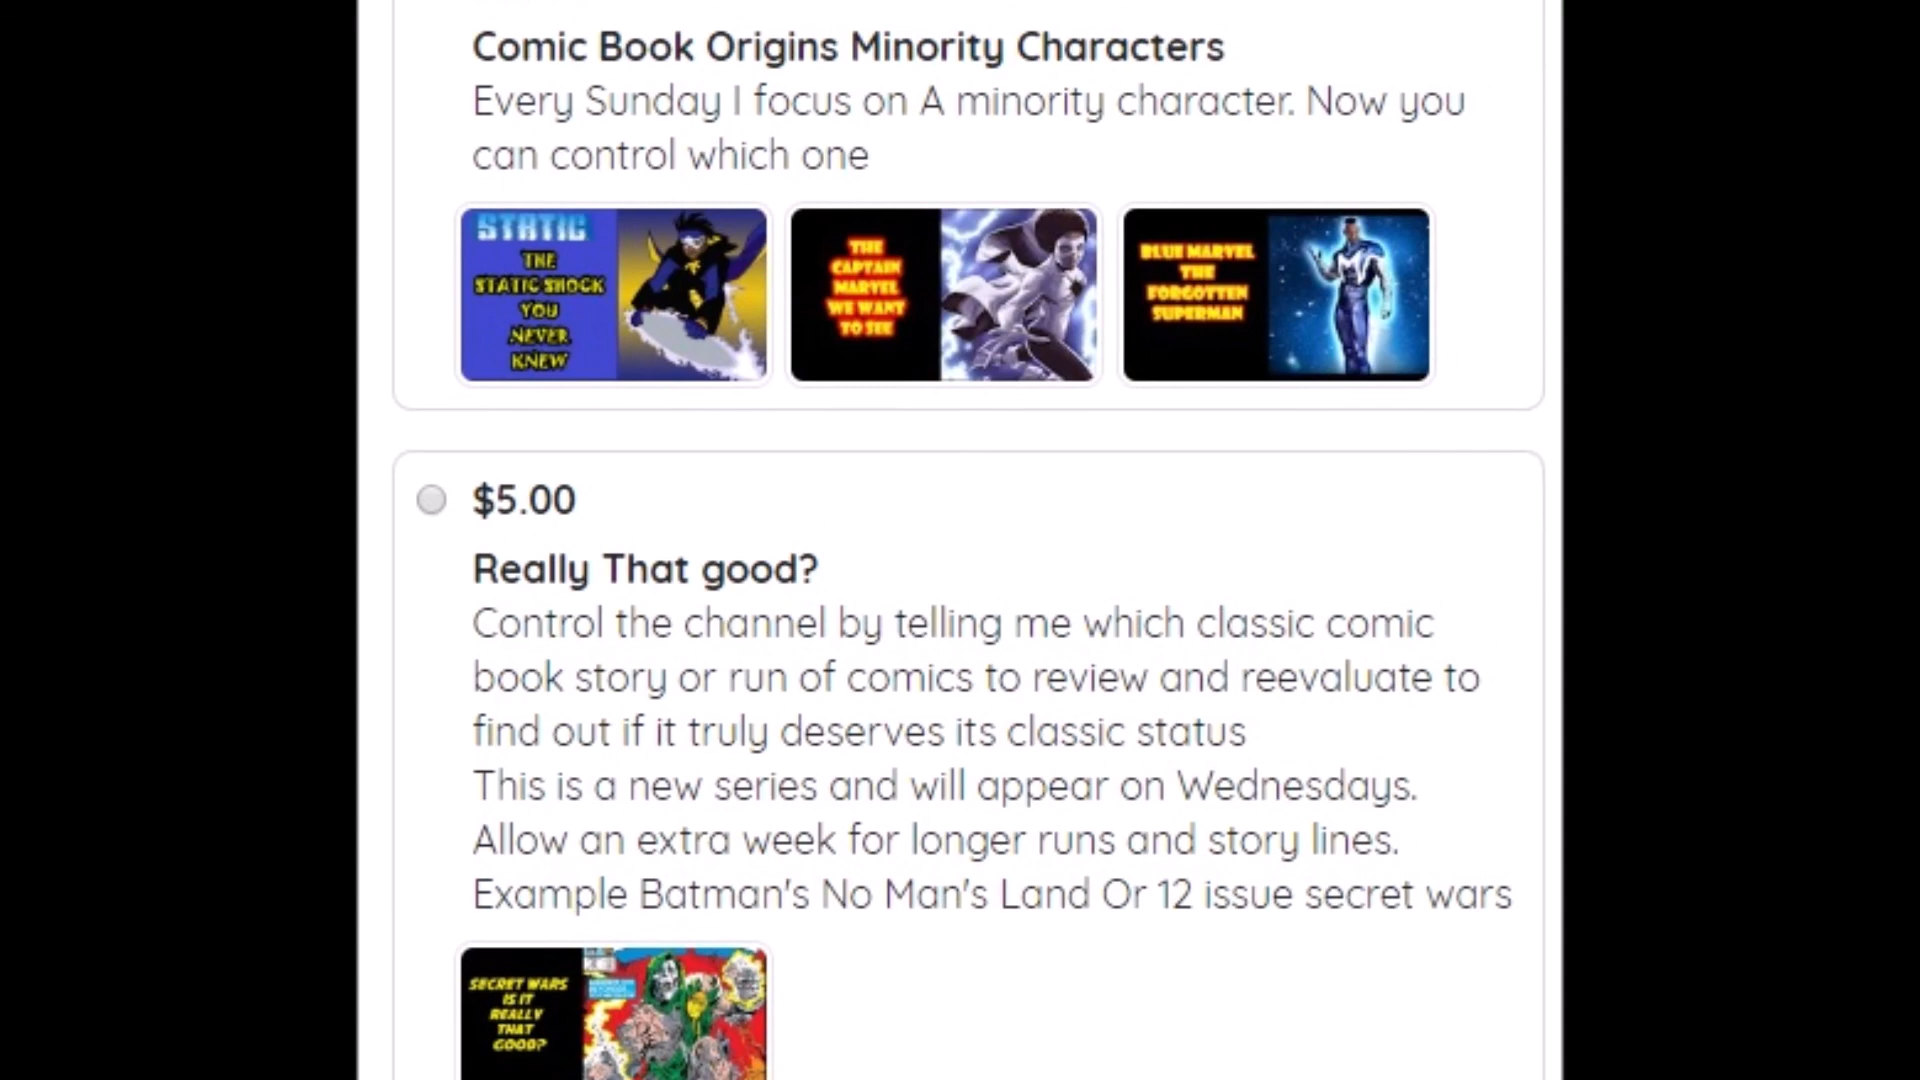 Comic Book Origins Minority Characters
Every Sunday I focus on A minority character. Now you
can control which one
STATIC
THE
STATIC SHOCK
YOU
NEVER
KNEW
THE
CAPTAIN
MARVEL
WE WANT
TO SEE
BLUE MARVEL
THE
FORGOTTEN
SUPERMAN
$5.00
Really That good?
Control the channel by telling me which classic comic
book story or run of comics to review and reevaluate to
find out if it truly deserves its classic status
This is a new series and will appear on Wednesdays.
Allow an extra week for longer runs and story lines.
Example Batman's No Man's Land Or 12 issue secret wars
SECRET WARS
IS IT
REALLY
THAT
GOOD?